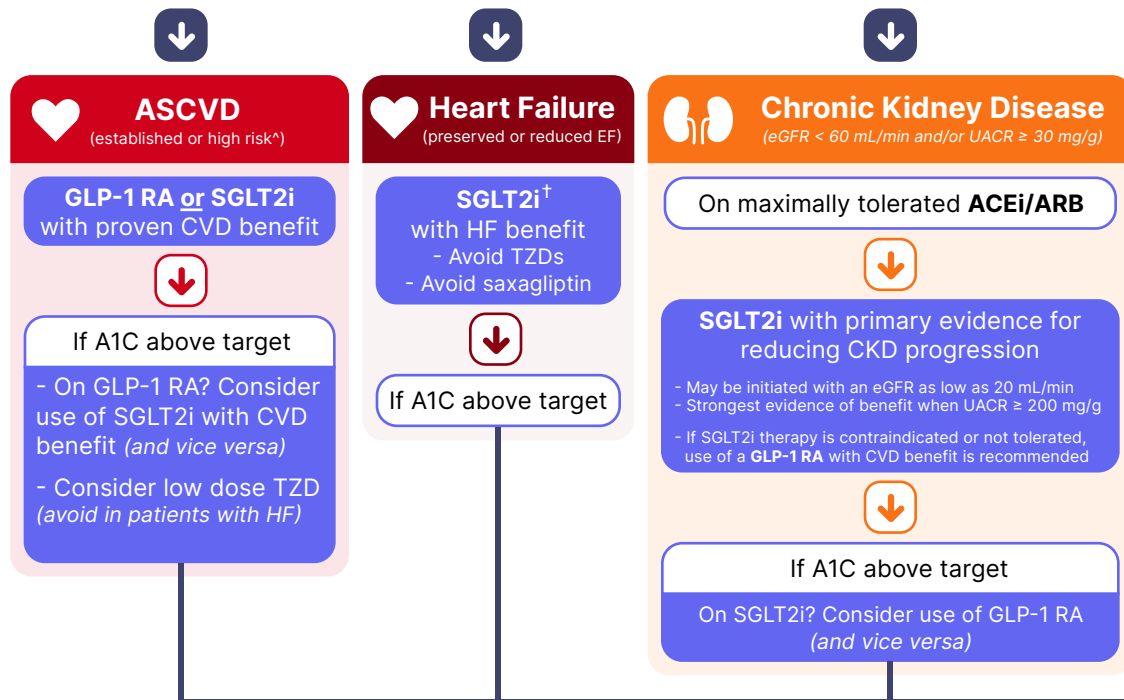 ASCVD
(established or high risk^)
GLP-1 RA or SGLT2i
with proven CVD benefit
If A1C above target
- On GLP-1 RA? Consider
use of SGLT2i with CVD
benefit (and vice versa)
- Consider low dose TZD
(avoid in patients with HF)
Heart Failure
(preserved or reduced EF)
SGLT2i†
with HF benefit
- Avoid TZDs
- Avoid saxagliptin
If A1C above target
Chronic Kidney Disease
(eGFR < 60 mL/min and/or UACR ≥ 30 mg/g)
On maximally tolerated ACEi/ARB
SGLT2i with primary evidence for
reducing CKD progression
- May be initiated with an eGFR as low as 20 mL/min
- Strongest evidence of benefit when UACR ≥ 200 mg/g
- If SGLT2i therapy is contraindicated or not tolerated,
use of a GLP-1 RA with CVD benefit is recommended
If A1C above target
On SGLT2i? Consider use of GLP-1 RA
(and vice versa)